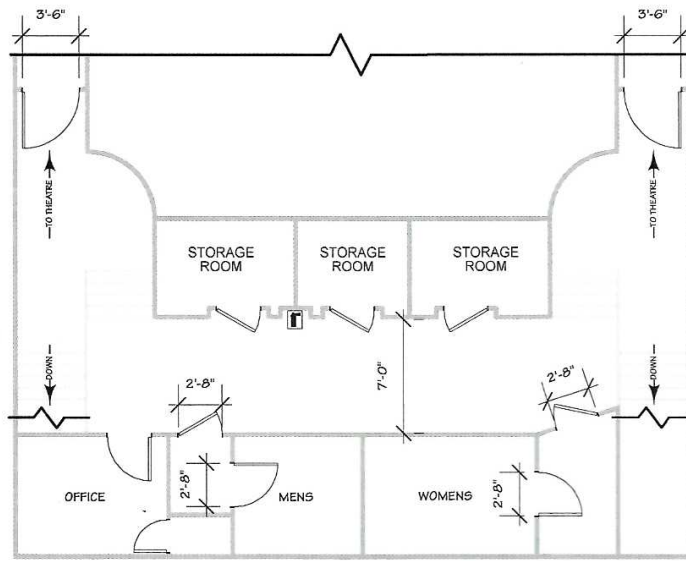 3'-6"
3'-6"
TO THEATRE
TO THEATRE
STORAGE
ROOM
STORAGE
ROOM
STORAGE
ROOM
DOWN
DOWN
7'-0"
2'-8"
2'-8"
OFFICE
2'-8"
MENS
WOMENS
2'-8"